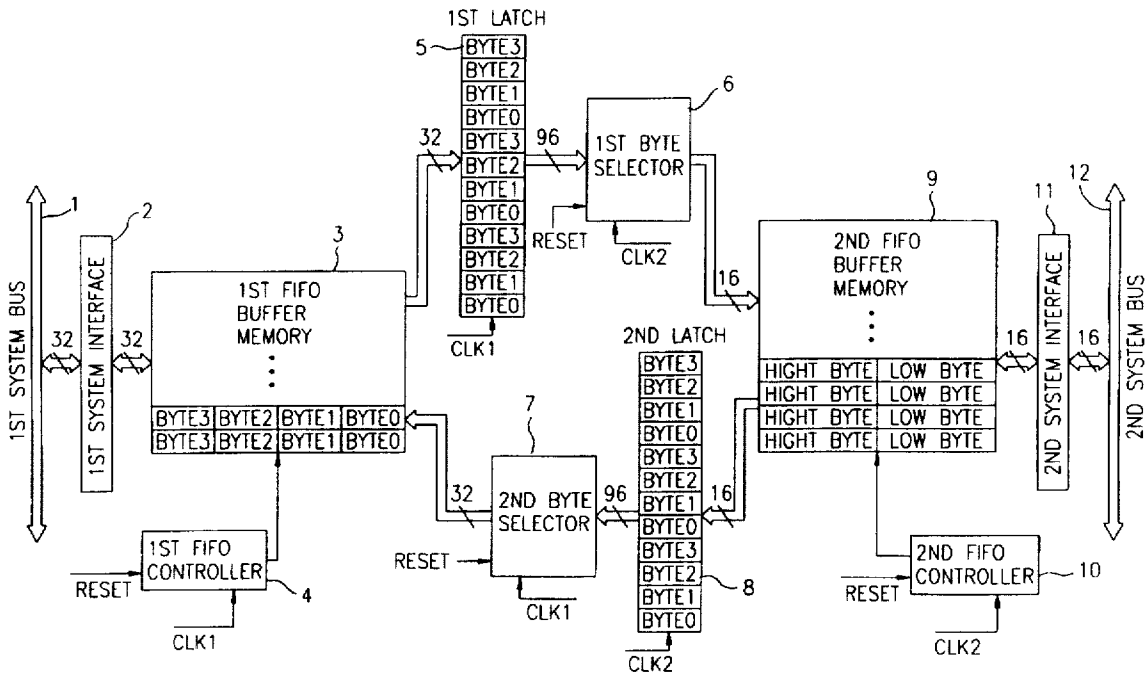 1ST LATCH
5
BYTE3
BYTE2
BYTE1
BYTE0
BYTE3
BYTE2
BYTE1
BYTE0
BYTE3
BYTE2
BYTE1
BYTE0
CLK1
32
96
6
1ST BYTE
SELECTOR
RESET
CLK2
16
1
1ST SYSTEM BUS
32
2
1ST SYSTEM INTERFACE
32
3
1ST FIFO
BUFFER
MEMORY
BYTE3 BYTE2 BYTE1 BYTE0
BYTE3 BYTE2 BYTE1 BYTE0
1ST FIFO
CONTROLLER
4
RESET
CLK1
32
7
2ND BYTE
SELECTOR
RESET
CLK1
96
2ND LATCH
BYTE3
BYTE2
BYTE1
BYTE0
BYTE3
BYTE2
BYTE1
BYTE0
BYTE3
BYTE2
BYTE1
BYTE0
8
CLK2
16
9
2ND FIFO
BUFFER
MEMORY
HIGHT BYTE LOW BYTE
HIGHT BYTE LOW BYTE
HIGHT BYTE LOW BYTE
HIGHT BYTE LOW BYTE
2ND FIFO
CONTROLLER
10
RESET
CLK2
16
11
2ND SYSTEM INTERFACE
16
12
2ND SYSTEM BUS